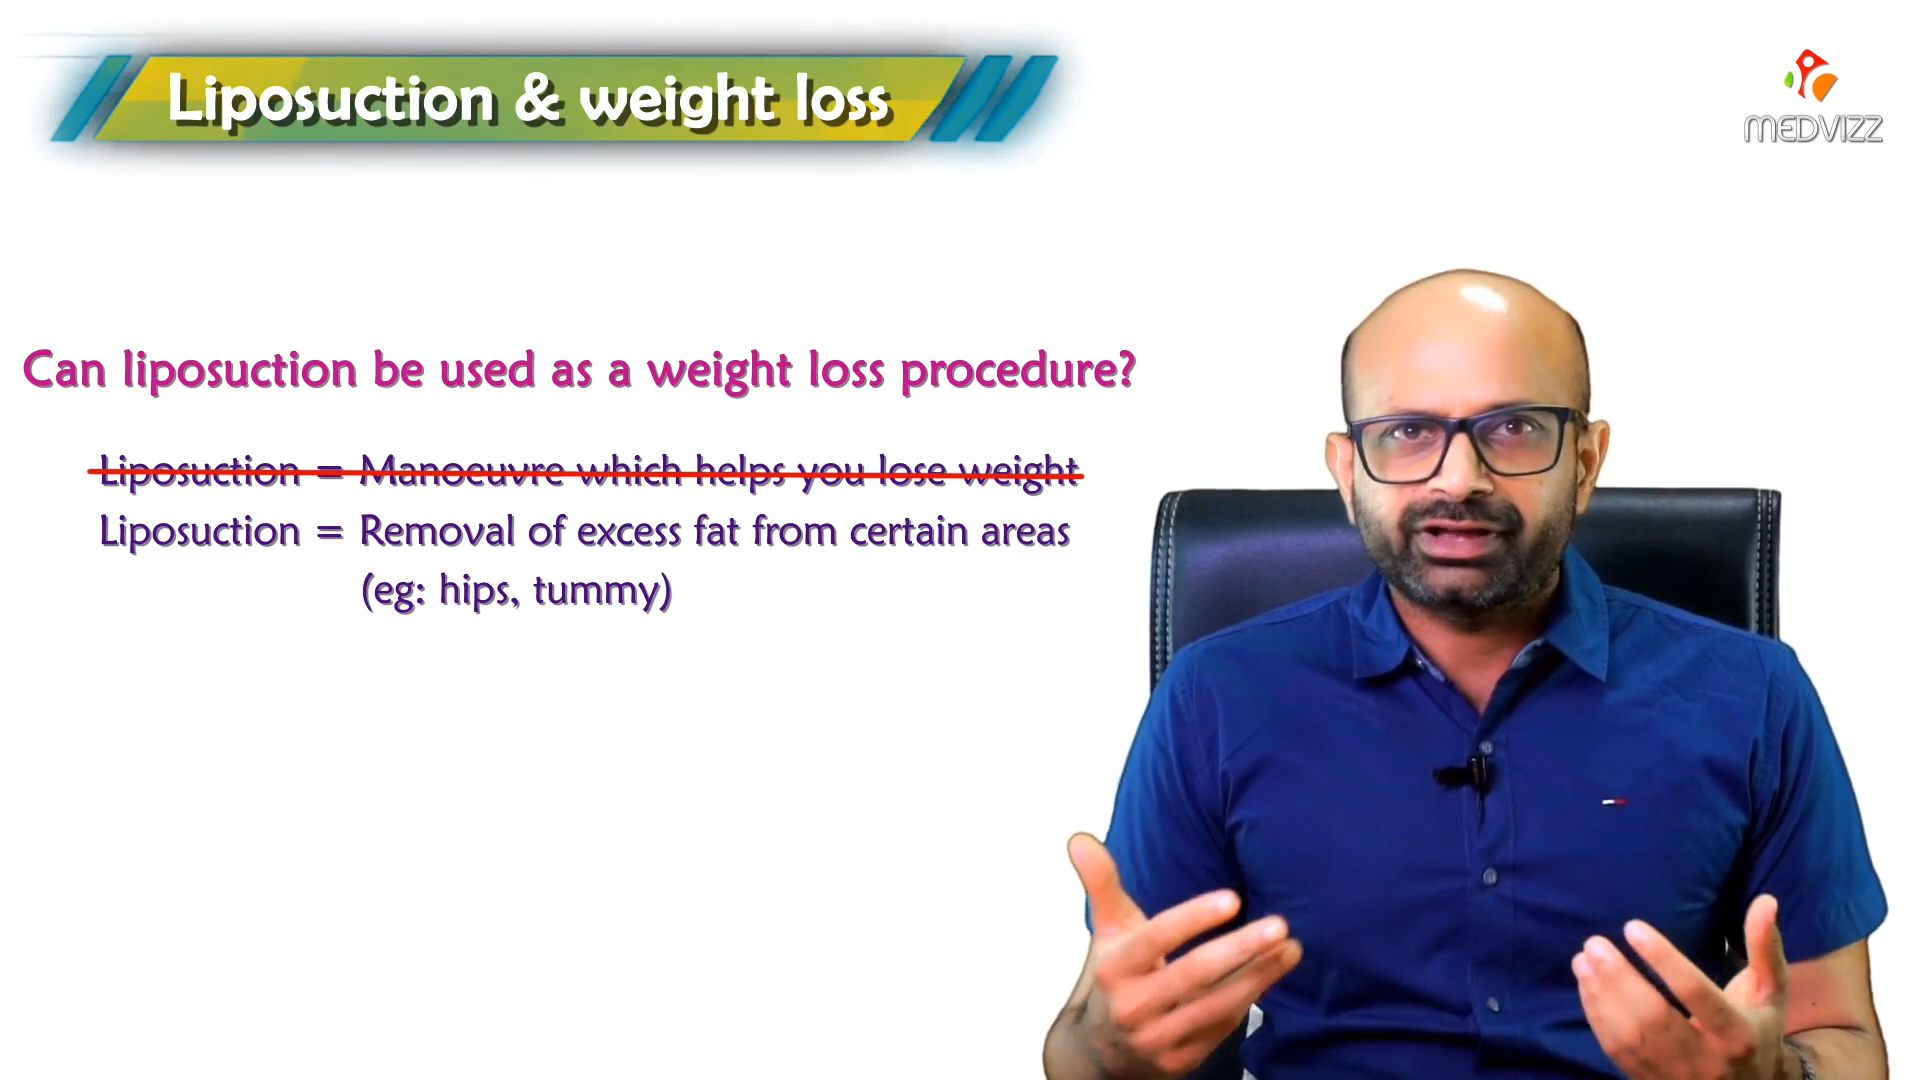 Liposuction & weight loss
MEDVIZZ
Can liposuction be used as a weight loss procedure?
Liposuction = Manoeuvre which helps you lose weight
Liposuction = Removal of excess fat from certain areas
(eg: hips, tummy)